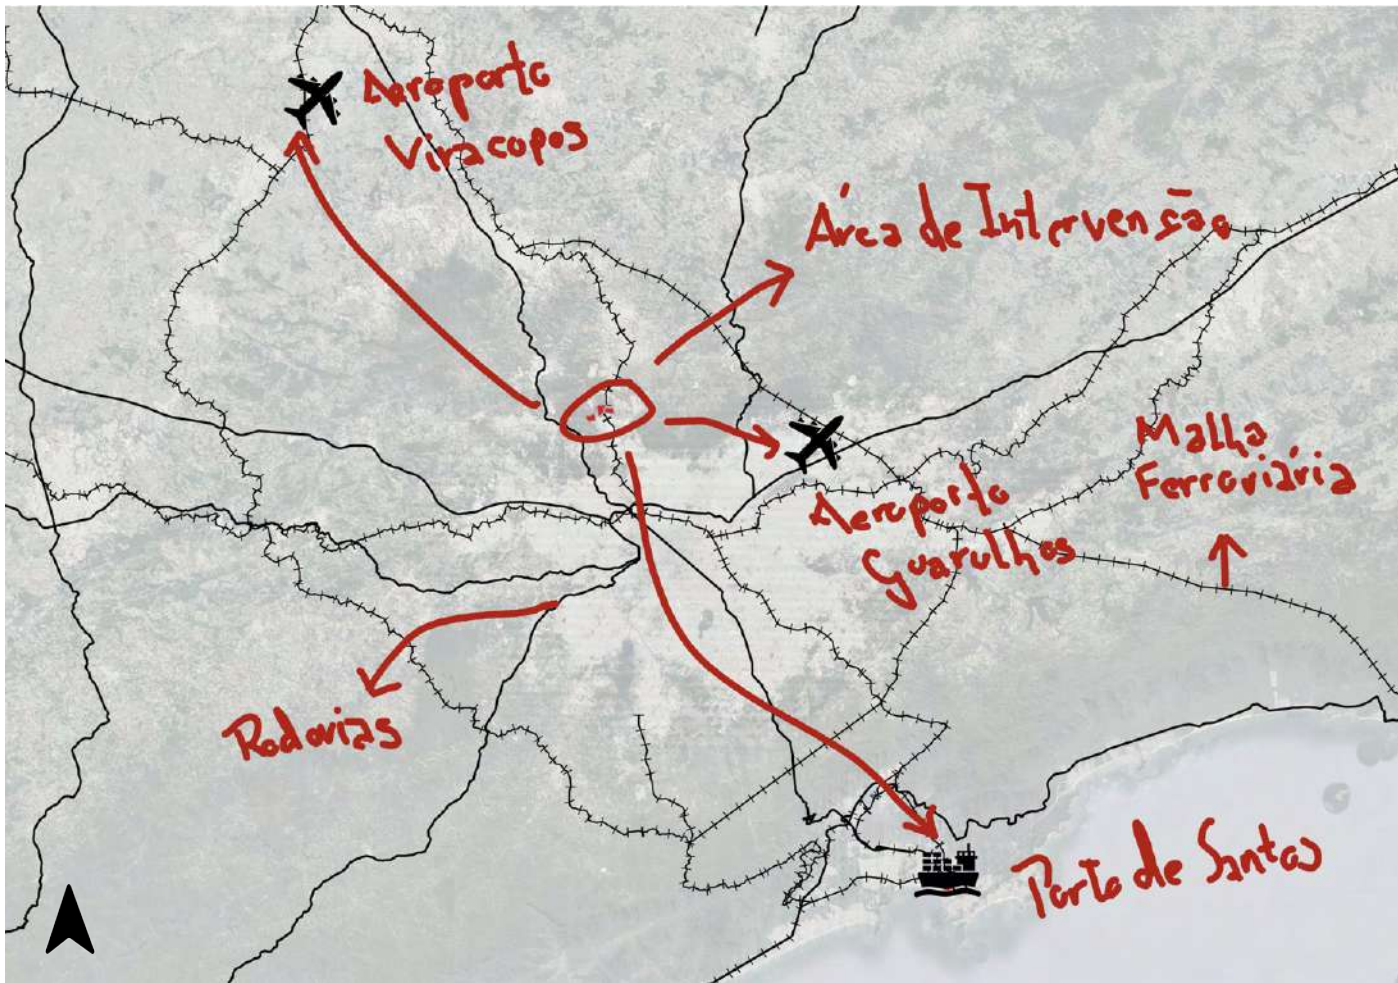 Aeroporto
Viracopos
Área de Intervenção
Malha
Ferroviária
Aeroporto
Guarulhos
Rodovias
Porto de Santos